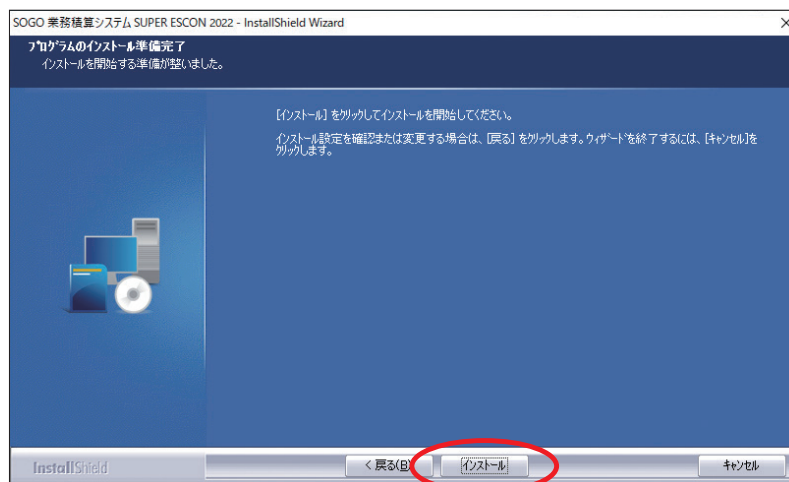 SOGO 業務積算システム SUPER ESCON 2022 - InstallShield Wizard
プログラムのインストール準備完了
インストールを開始する準備が整いました。
[インストール] をクリックしてインストールを開始してください。
インストール設定を確認または変更する場合は、[戻る] をクリックします。ウィザードを終了するには、[キャンセル]を
クリックします。
InstallShield
< 戻る(B)
インストール
キャンセル